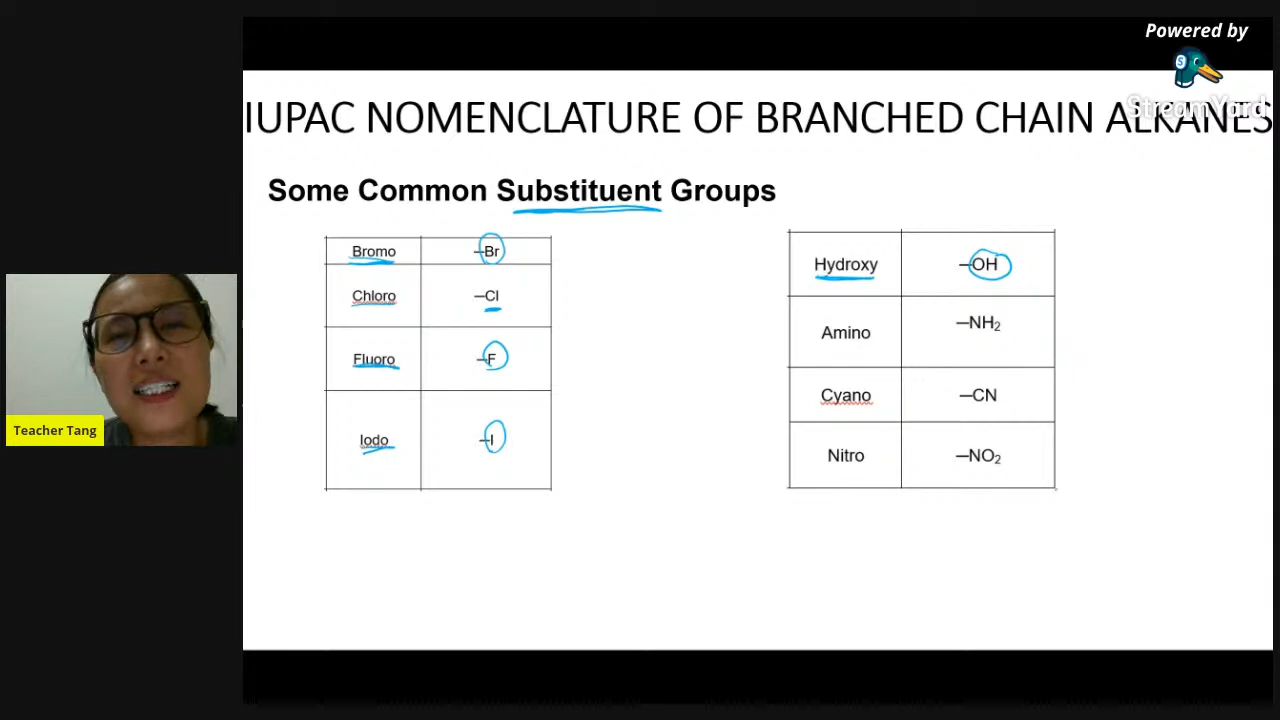 Powered by
StreamYard
IUPAC NOMENCLATURE OF BRANCHED CHAIN ALKANES
Some Common Substituent Groups
Bromo –Br
Chloro –Cl
Fluoro –F
Iodo –I
Hydroxy –OH
Amino –NH₂
Cyano –CN
Nitro –NO₂
Teacher Tang